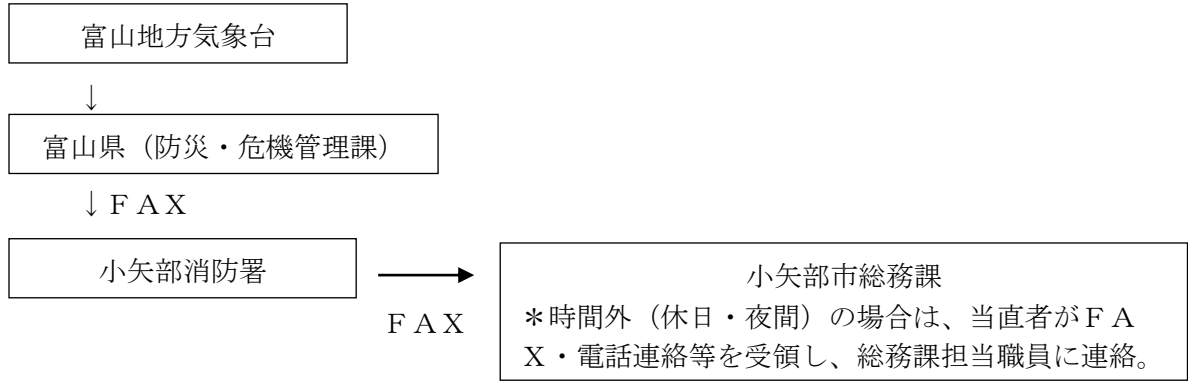 富山地方気象台
↓
富山県（防災・危機管理課）
↓ＦＡＸ
小矢部消防署
ＦＡＸ
小矢部市総務課
＊時間外（休日・夜間）の場合は、当直者がＦＡ
Ｘ・電話連絡等を受領し、総務課担当職員に連絡。